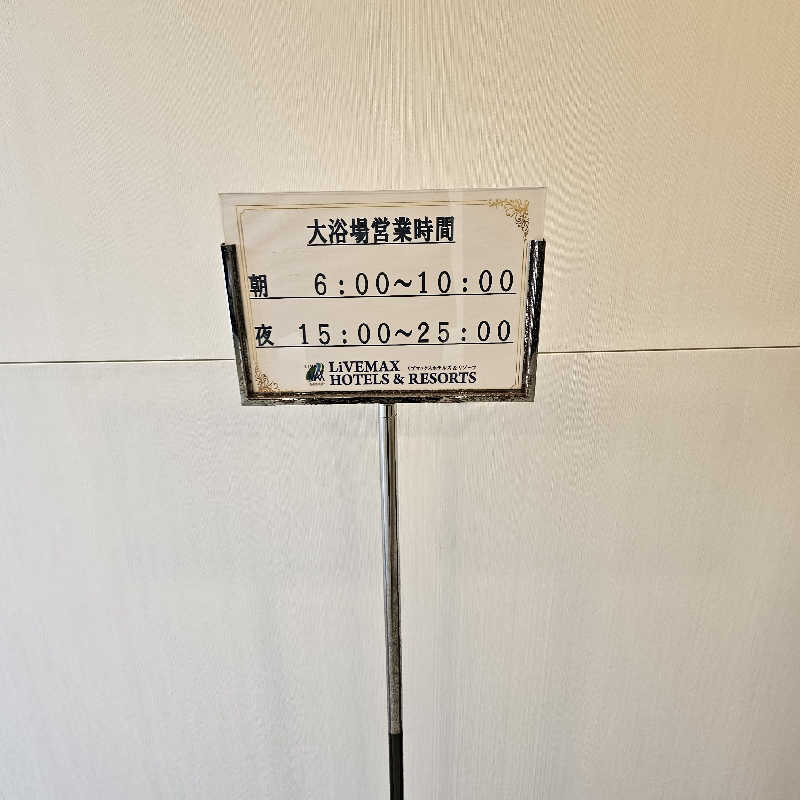 大浴場営業時間
朝 6:00~10:00
夜 15:00~25:00
LiVEMAX リブマックスホテルズ&リゾーツ
HOTELS & RESORTS